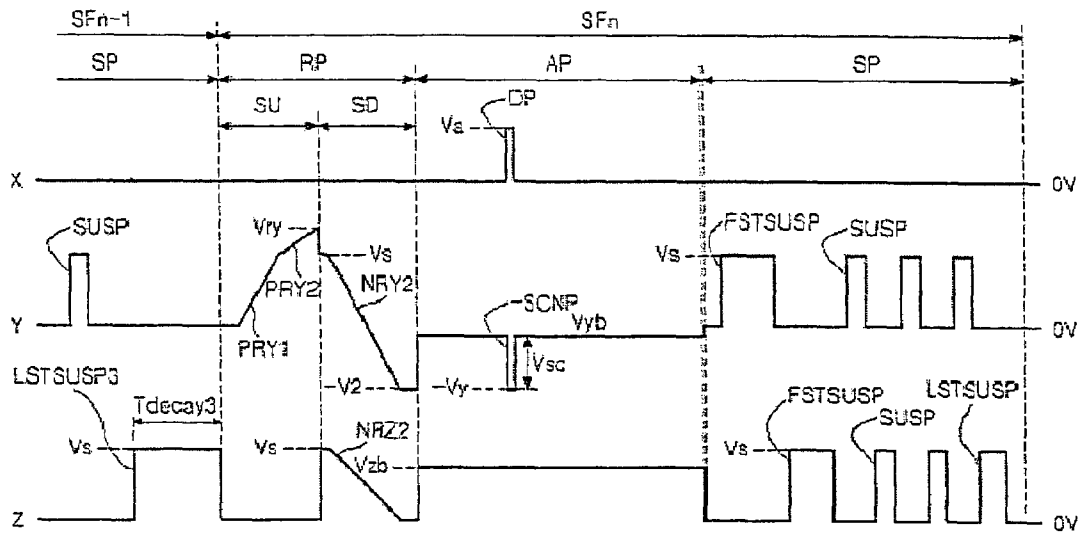 SFn-1 SFn
SP RP AP SP
SU SD DP
Va
X 0V
SUSP Vry Vs Vs FSTSUSP SUSP
PRY2 NRY2 SCNP Vyb
Y PRY1 Vsc 0V
LSTSUSP3 -V2 -Vy FSTSUSP LSTSUSP
Tdecay3 SUSP
Vs Vs NRZ2 Vzb Vs
Z 0V